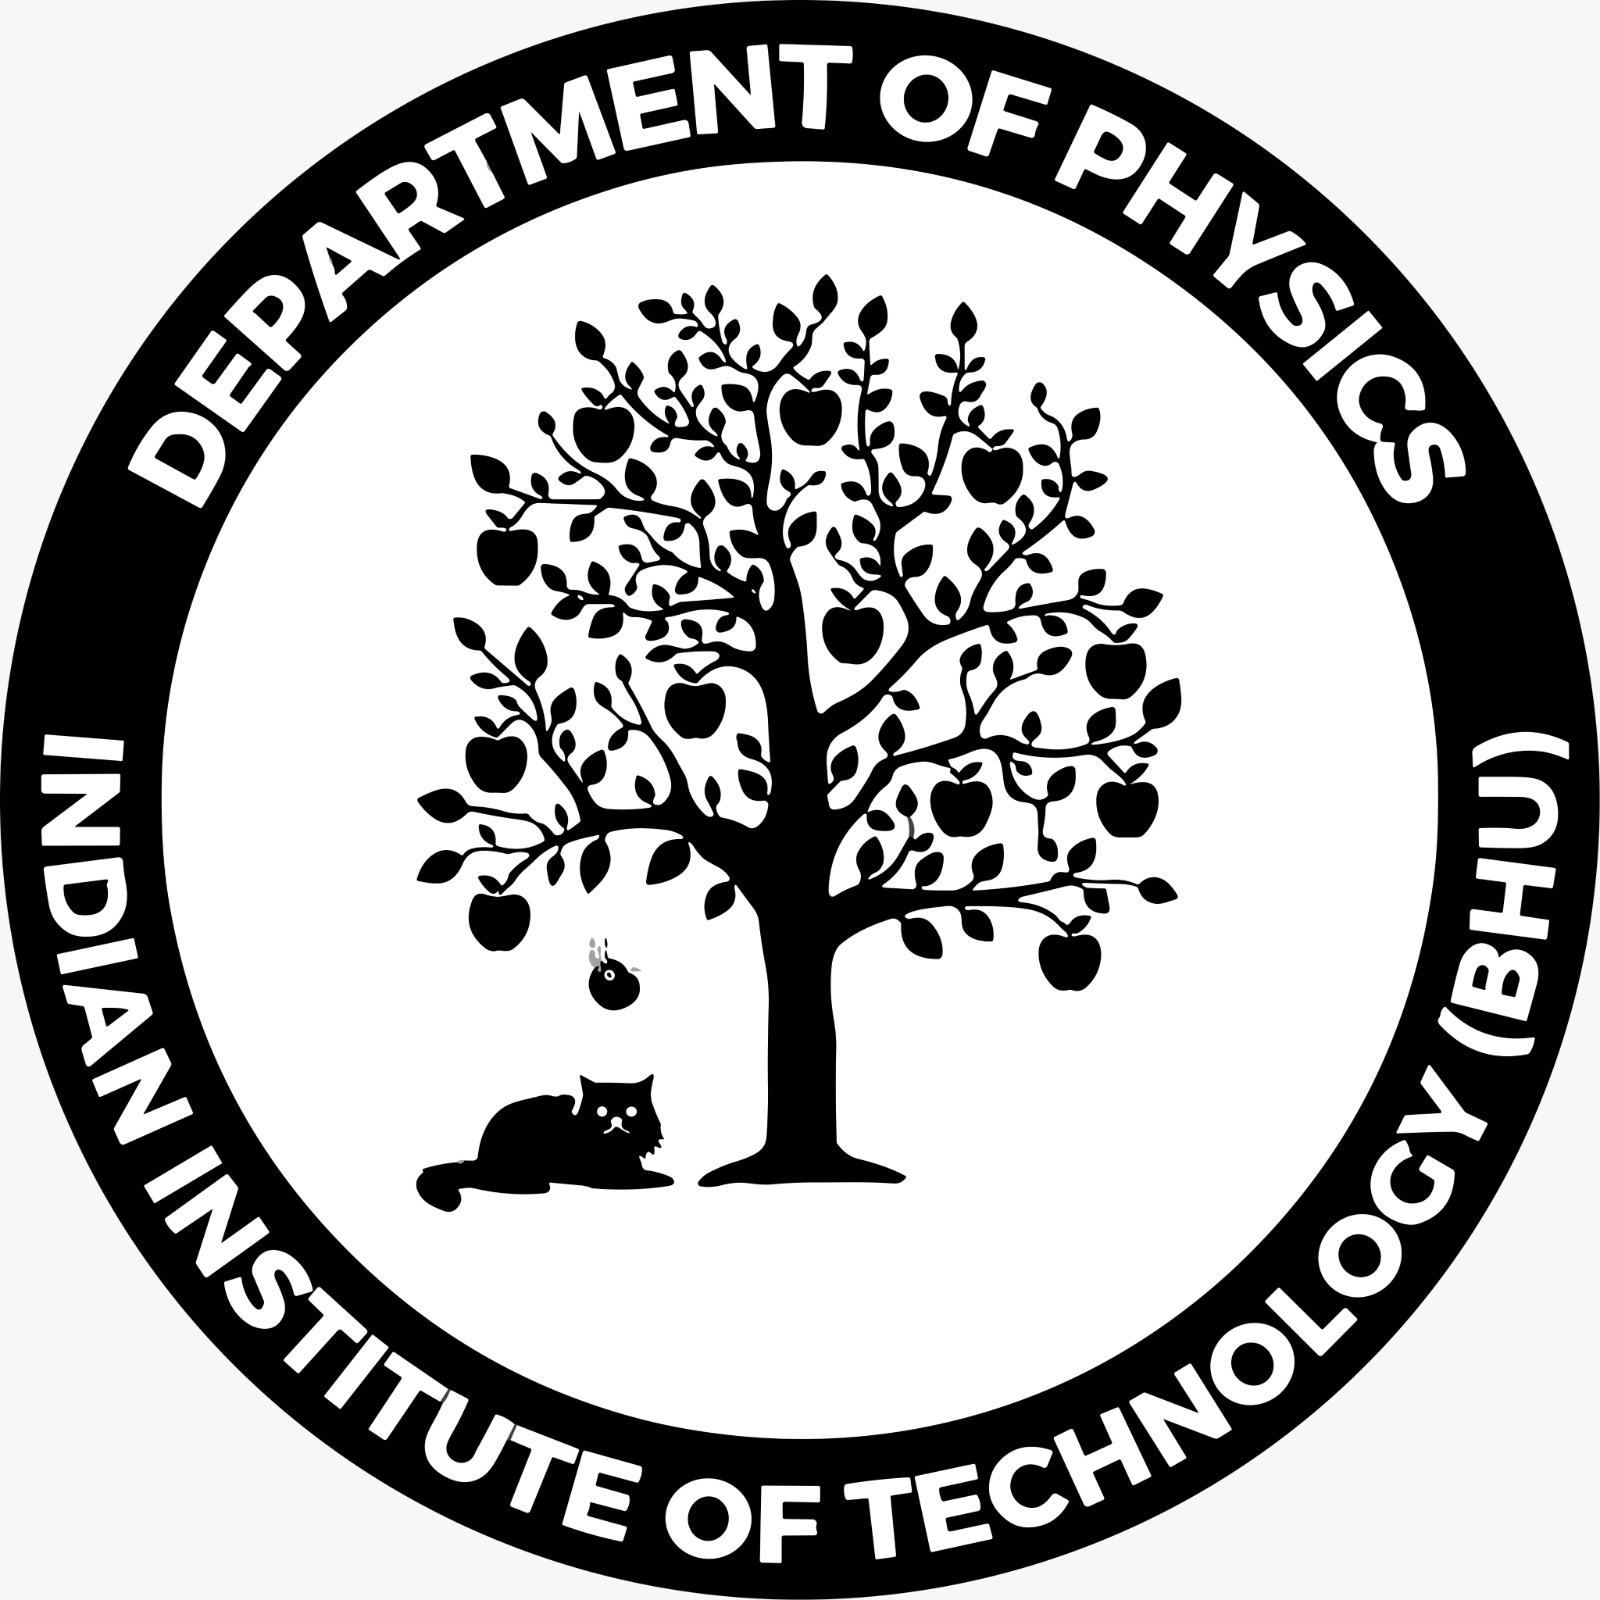 DEPARTMENT OF PHYSICS
INDIAN INSTITUTE OF TECHNOLOGY (BHU)